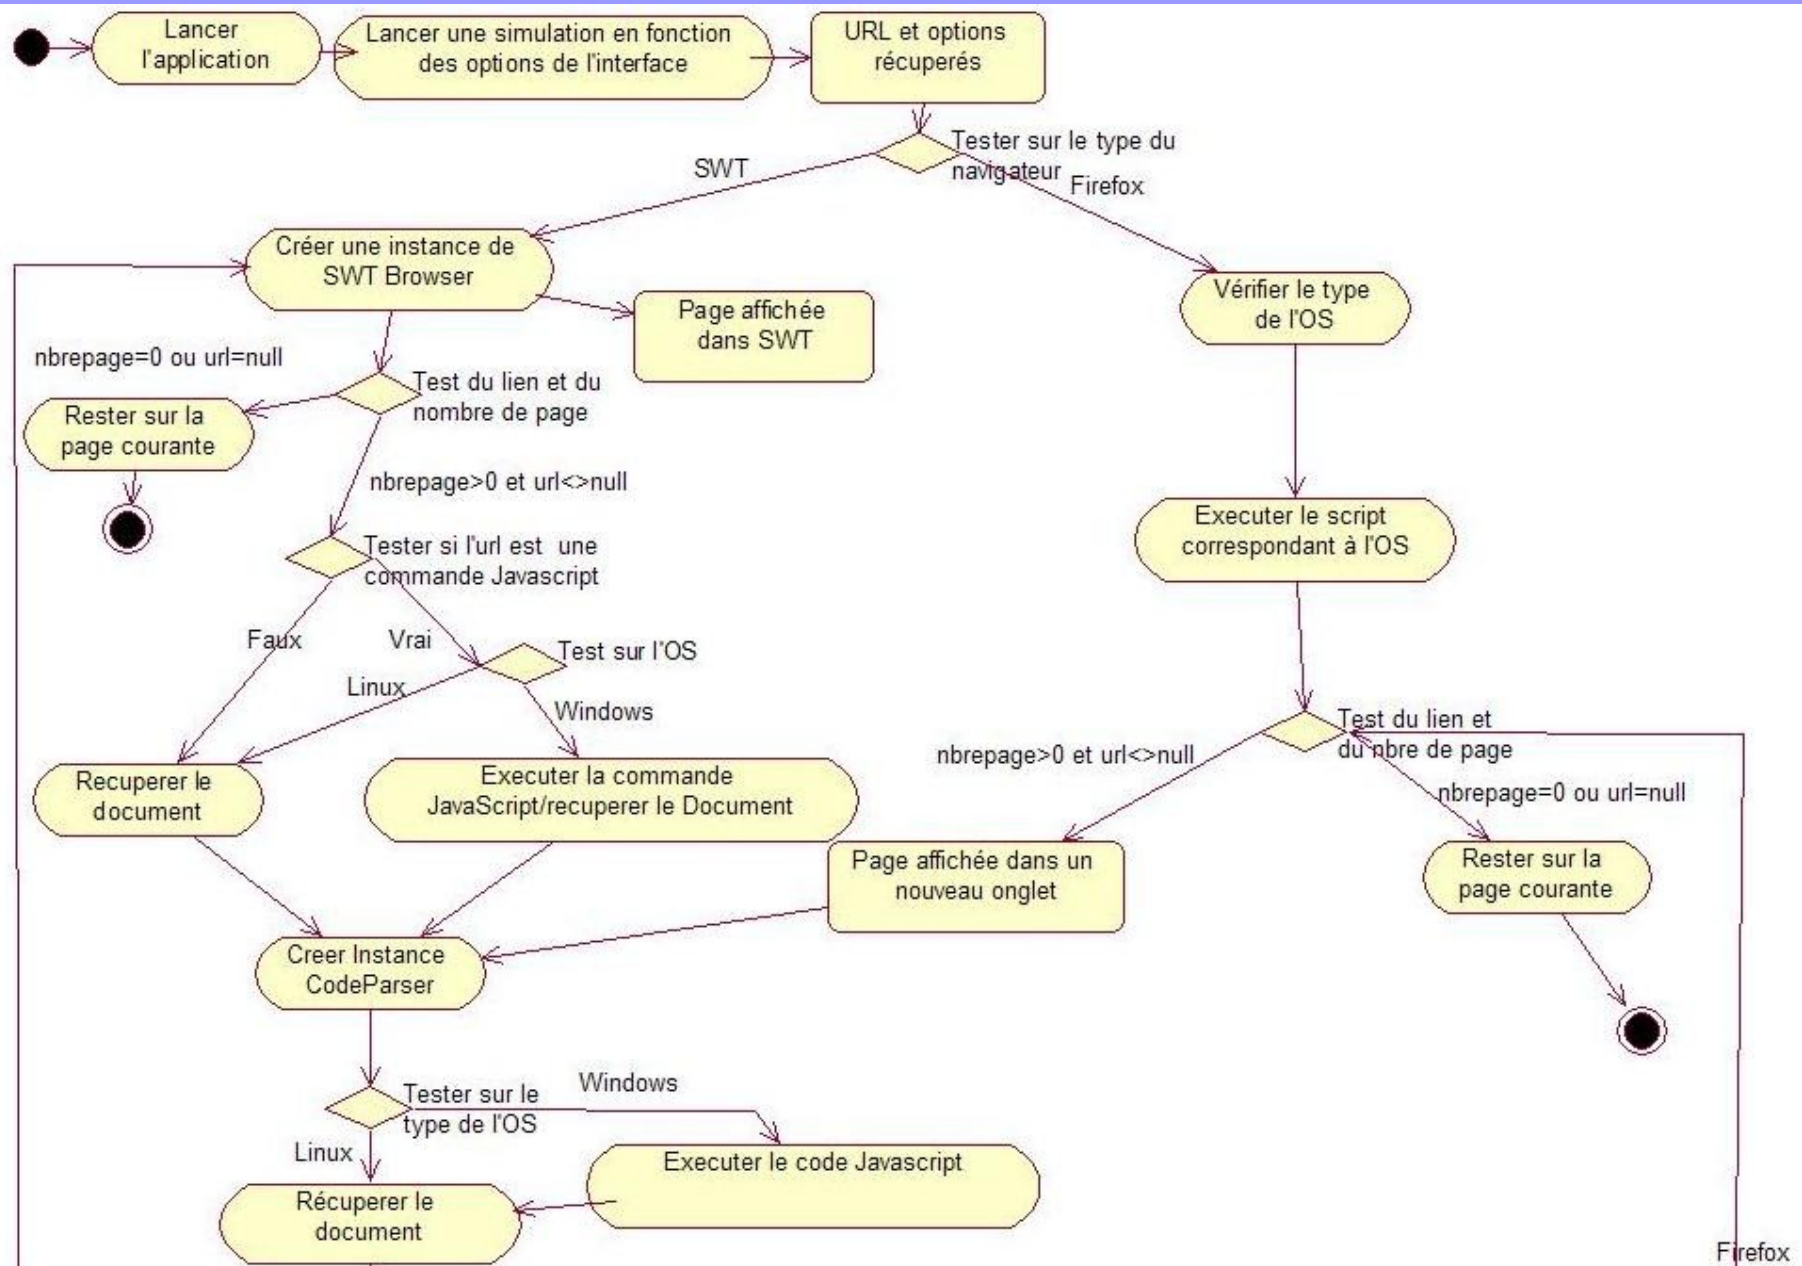 Lancer
l'application
Lancer une simulation en fonction
des options de l'interface
URL et options
récuperés
Tester sur le type du
navigateur
SWT
Firefox
Créer une instance de
SWT Browser
Page affichée
dans SWT
Vérifier le type
de l'OS
nbrepage=0 ou url=null
Test du lien et du
nombre de page
Rester sur la
page courante
nbrepage>0 et url<>null
Executer le script
correspondant à l'OS
Tester si l'url est une
commande Javascript
Faux
Vrai
Test sur l'OS
Linux
Windows
Test du lien et
du nbre de page
nbrepage>0 et url<>null
nbrepage=0 ou url=null
Recuperer le
document
Executer la commande
JavaScript/recuperer le Document
Page affichée dans un
nouveau onglet
Rester sur la
page courante
Creer Instance
CodeParser
Tester sur le
type de l'OS
Windows
Linux
Executer le code Javascript
Récuperer le
document
Firefox